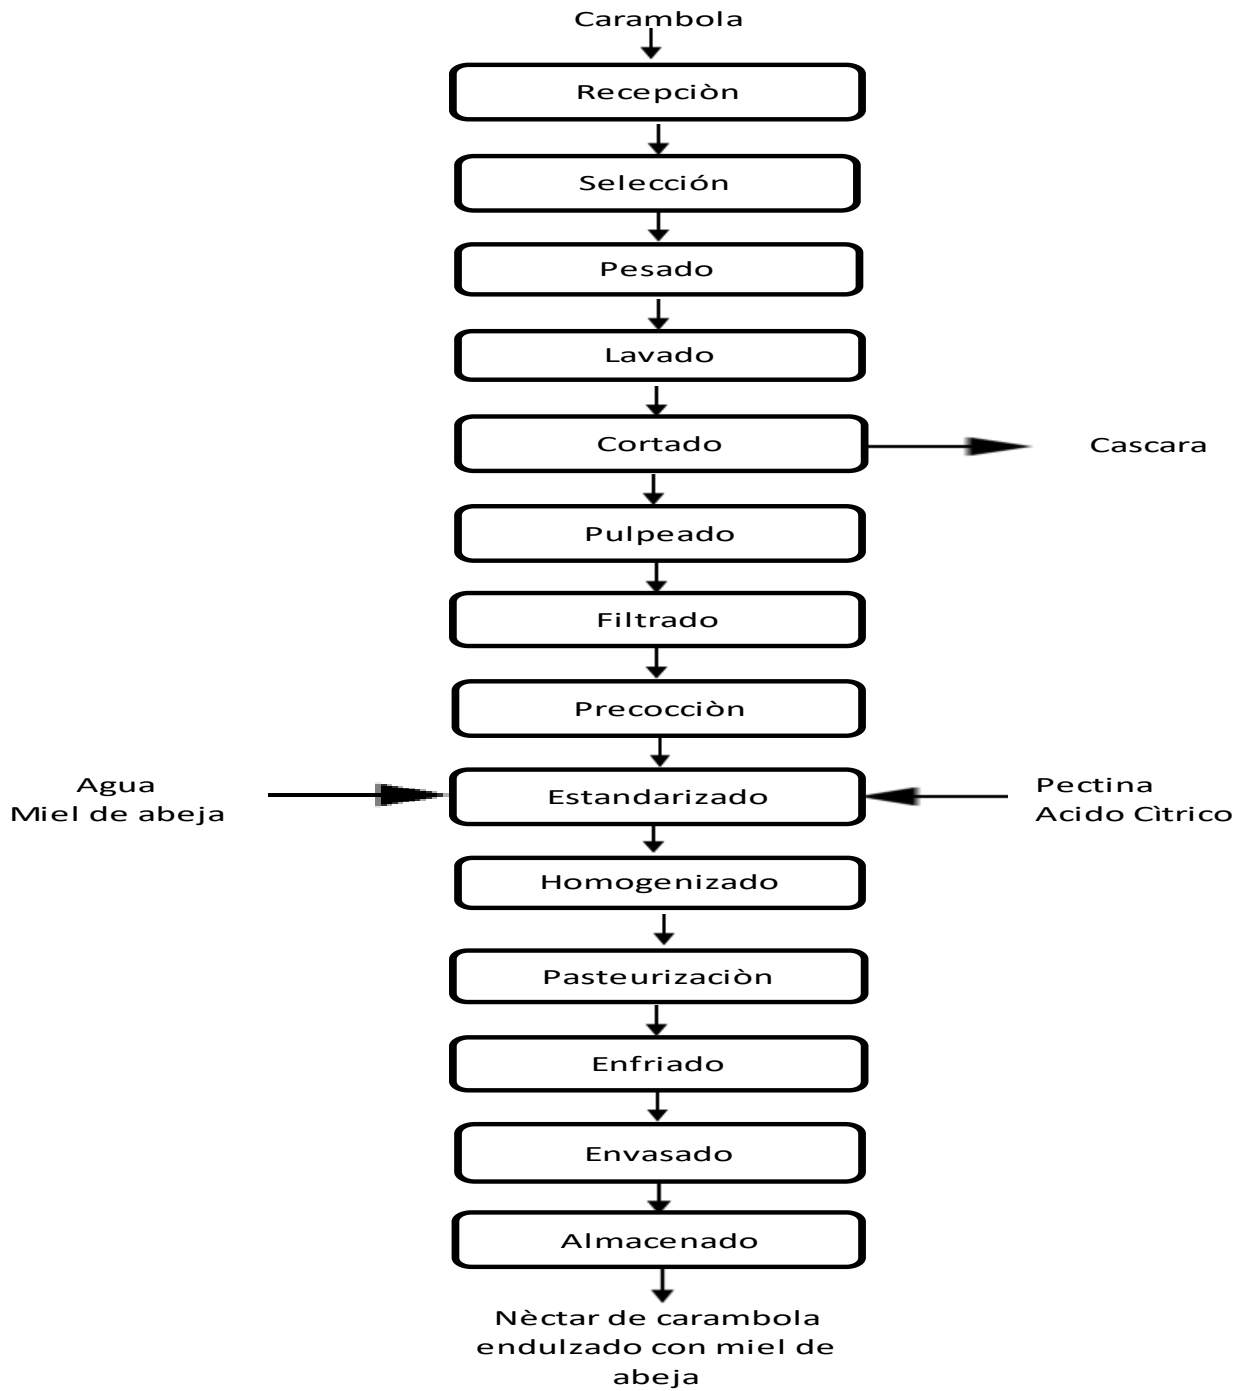 Carambola
Recepciòn
Selección
Pesado
Lavado
Cortado
Cascara
Pulpeado
Filtrado
Precocciòn
Agua
Miel de abeja
Estandarizado
Pectina
Acido Cìtrico
Homogenizado
Pasteurizaciòn
Enfriado
Envasado
Almacenado
Nèctar de carambola
endulzado con miel de
abeja